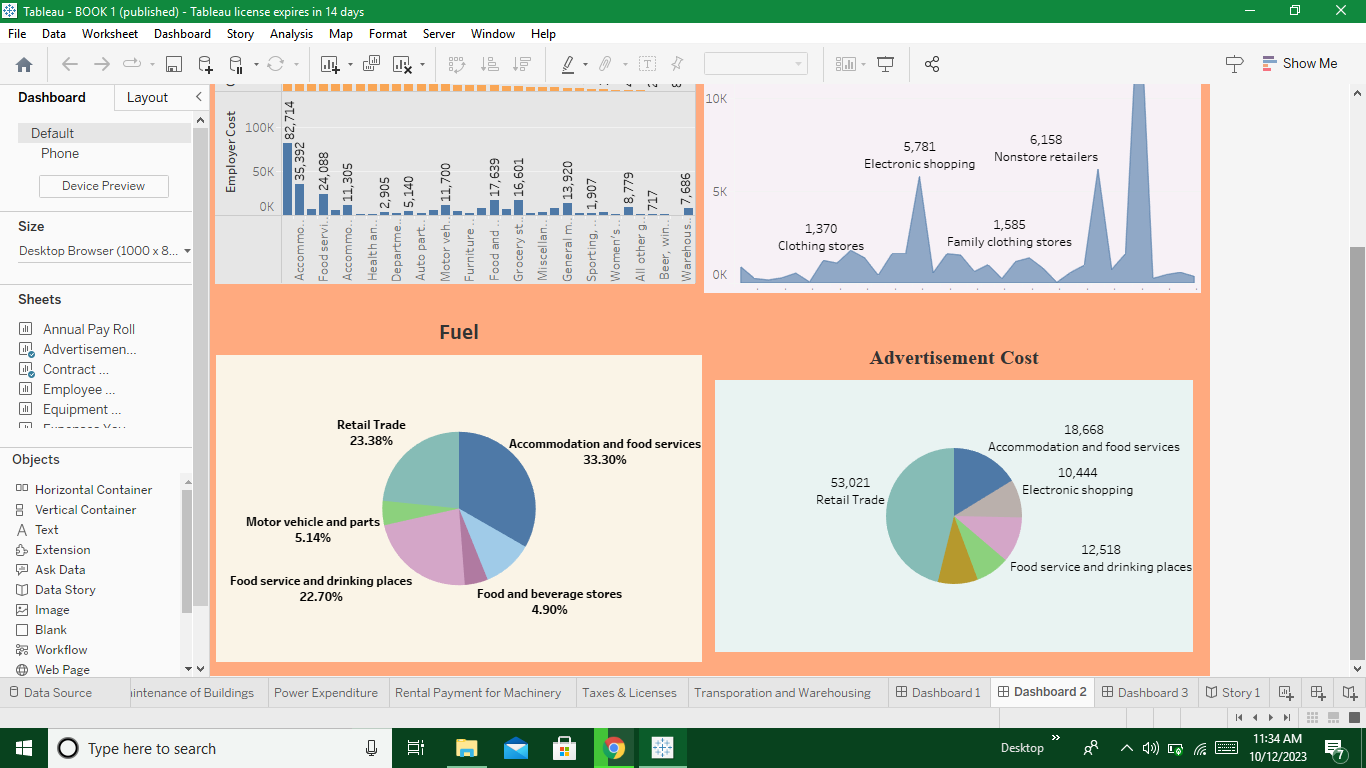 Tableau - BOOK 1 (published) - Tableau license expires in 14 days
File Data Worksheet Dashboard Story Analysis Map Format Server Window Help
Show Me
Dashboard Layout
Default
Phone
Device Preview
Size
Desktop Browser (1000 x 8...
Sheets
Annual Pay Roll
Advertisemen...
Contract ...
Employee ...
Equipment ...
Objects
Horizontal Container
Vertical Container
Text
Extension
Ask Data
Data Story
Image
Blank
Workflow
Web Page
Employer Cost
100K
50K
0K
82,714
35,392
24,088
11,305
2,905
5,140
11,700
17,639
16,601
13,920
1,907
8,779
717
7,686
Accommo..
Food servi..
Accommo..
Health an..
Departme..
Auto part..
Motor veh..
Furniture ..
Food and ..
Grocery st..
Miscellan..
General m..
Sporting, ..
Women's ..
All other g..
Beer, win..
Warehous..
10K
5K
0K
1,370
Clothing stores
5,781
Electronic shopping
6,158
Nonstore retailers
1,585
Family clothing stores
Fuel
Retail Trade
23.38%
Accommodation and food services
33.30%
Motor vehicle and parts
5.14%
Food service and drinking places
22.70%
Food and beverage stores
4.90%
Advertisement Cost
18,668
Accommodation and food services
10,444
Electronic shopping
53,021
Retail Trade
12,518
Food service and drinking places
Data Source intenance of Buildings Power Expenditure Rental Payment for Machinery Taxes & Licenses Transporation and Warehousing Dashboard 1 Dashboard 2 Dashboard 3 Story 1
Type here to search
Desktop
11:34 AM
10/12/2023
7